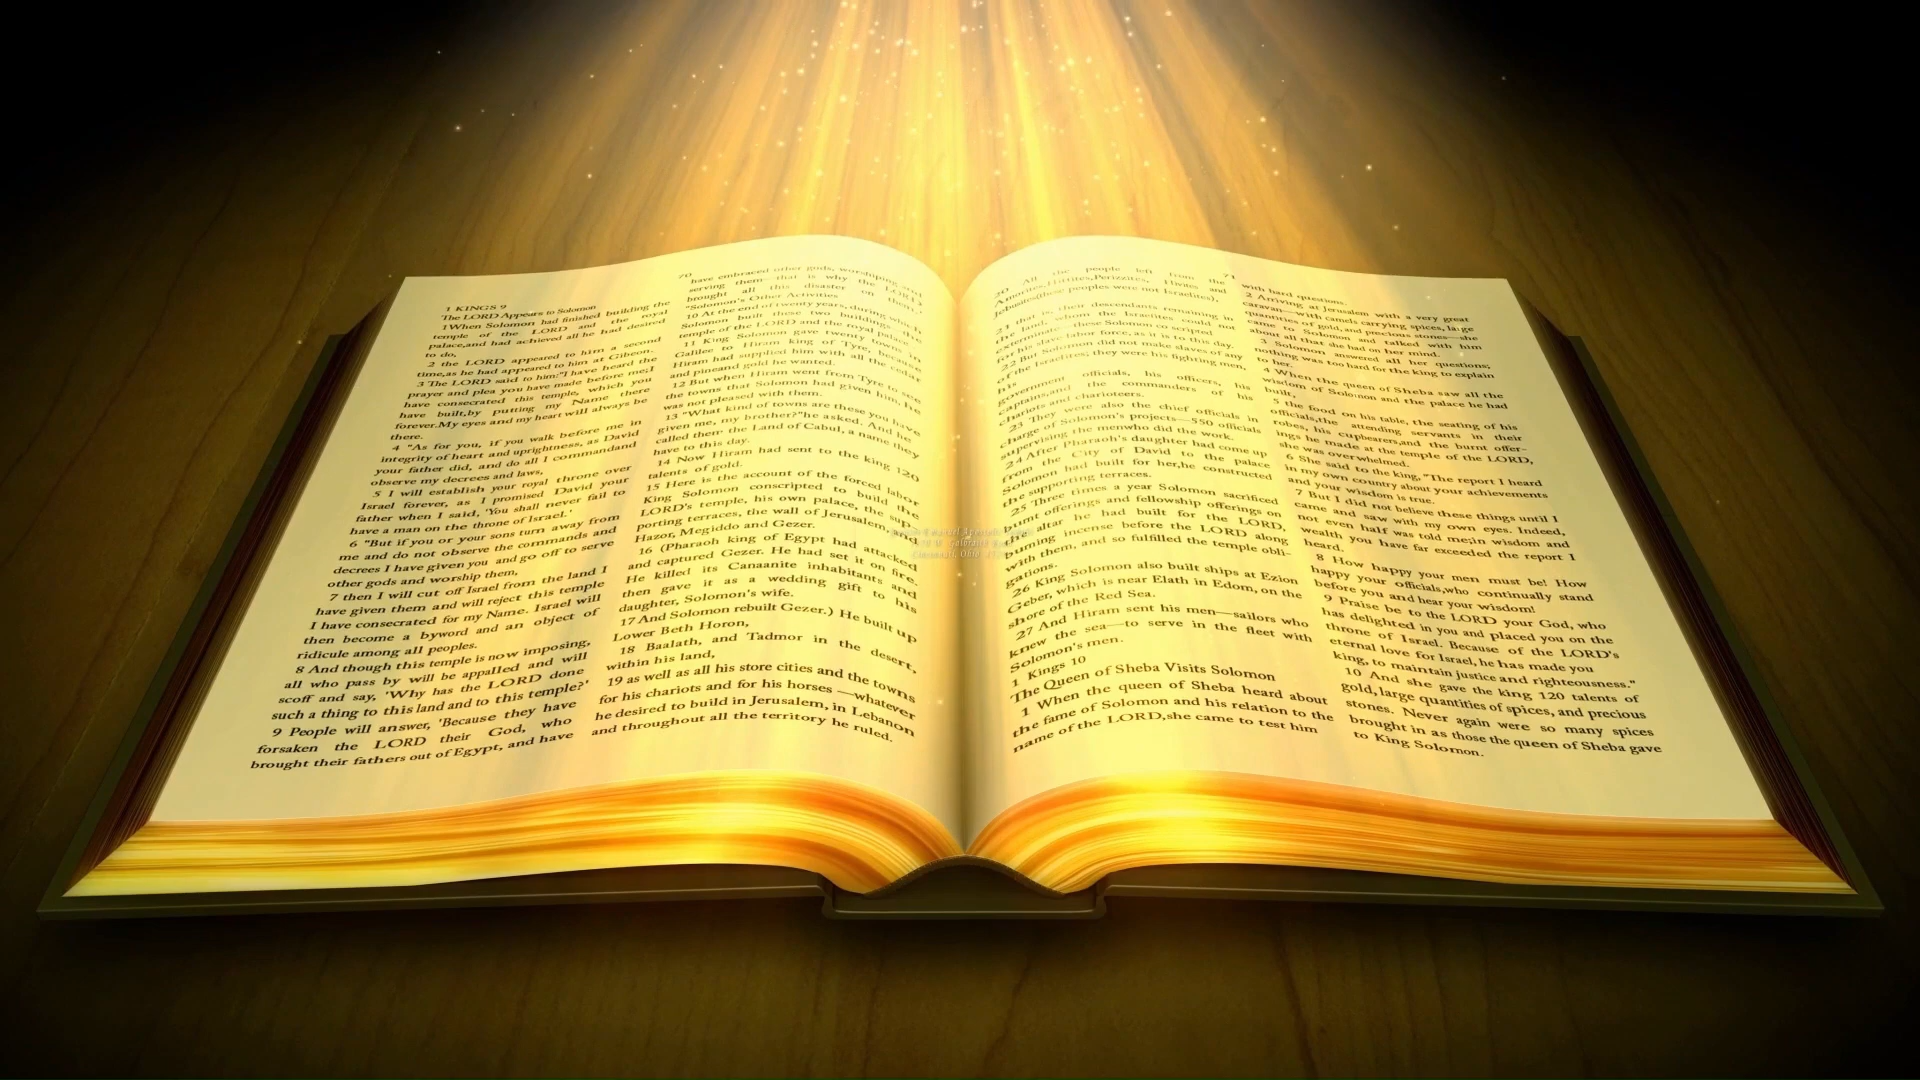 1 KINGS 9
The LORD Appears to Solomon
1When Solomon had finished building the
temple of the LORD and the royal
palace,and had achieved all he had desired
to do,
2 the LORD appeared to him a second
time,as he had appeared to him at Gibeon.
3 The LORD said to him:"I have heard the
prayer and plea you have made before me;I
have consecrated this temple, which you
have built,by putting my Name there
forever.My eyes and my heart will always be
there.
4 "As for you, if you walk before me in
integrity of heart and uprightness, as David
your father did, and do all I commandand
observe my decrees and laws,
5 I will establish your royal throne over
Israel forever, as I promised David your
father when I said, 'You shall never fail to
have a man on the throne of Israel.'
6 "But if you or your sons turn away from
me and do not observe the commands and
decrees I have given you and go off to serve
other gods and worship them,
7 then I will cut off Israel from the land I
have given them and will reject this temple
I have consecrated for my Name. Israel will
then become a byword and an object of
ridicule among all peoples.
8 And though this temple is now imposing,
all who pass by will be appalled and will
scoff and say, 'Why has the LORD done
such a thing to this land and to this temple?'
9 People will answer, 'Because they have
forsaken the LORD their God, who
brought their fathers out of Egypt, and have
70
have embraced other gods, worshiping and
serving them- that is why the LORD
brought all this disaster on them.'
"Solomon's Other Activities
10 At the end of twenty years,during which
Solomon built these two buildings- the
temple of the LORD and the royal palace-
11 King Solomon gave twenty towns in
Galilee to Hiram king of Tyre, because
Hiram had supplied him with all the cedar
and pineand gold he wanted.
12 But when Hiram went from Tyre to see
the towns that Solomon had given him, he
was not pleased with them.
13 "What kind of towns are these you have
given me, my brother?"he asked. And he
called them- the Land of Cabul, a name they
have to this day.
14 Now Hiram had sent to the king 120
talents of gold.
15 Here is the account of the forced labor
King Solomon conscripted to build the
LORD's temple, his own palace, the sup-
porting terraces, the wall of Jerusalem, and
Hazor, Megiddo and Gezer.
16 (Pharaoh king of Egypt had attacked
and captured Gezer. He had set it on fire.
He killed its Canaanite inhabitants and
then gave it as a wedding gift to his
daughter, Solomon's wife.
17 And Solomon rebuilt Gezer.) He built up
Lower Beth Horon,
18 Baalath, and Tadmor in the desert,
within his land,
19 as well as all his store cities and the towns
for his chariots and for his horses —whatever
he desired to build in Jerusalem, in Lebanon
and throughout all the territory he ruled.
20 All the people left from the
Amorites,Hittites,Perizzites, Hivites and
Jebusites(these peoples were not Israelites),
21 that is, their descendants remaining in
the land, whom the Israelites could not
exterminate- these Solomon co scripted
for his slave labor force, as it is to this day.
22 But Solomon did not make slaves of any
of the Israelites; they were his fighting men,
his
government officials, his officers, his
captains,and the commanders of his
chariots and charioteers.
23 They were also the chief officials in
charge of Solomon's projects—550 officials
supervising the menwho did the work.
24 After Pharaoh's daughter had come up
from the City of David to the palace
Solomon had built for her,he constructed
the supporting terraces.
25 Three times a year Solomon sacrificed
burnt offerings and fellowship offerings on
the altar he had built for the LORD,
burning incense before the LORD along
with them, and so fulfilled the temple obli-
gations.
26 King Solomon also built ships at Ezion
Geber, which is near Elath in Edom, on the
shore of the Red Sea.
27 And Hiram sent his men—sailors who
knew the sea—to serve in the fleet with
Solomon's men.
1 Kings 10
The Queen of Sheba Visits Solomon
1 When the queen of Sheba heard about
the fame of Solomon and his relation to the
name of the LORD,she came to test him
71
with hard questions.
2 Arriving at Jerusalem with a very great
caravan—with camels carrying spices, large
quantities of gold,and precious stones—she
came to Solomon and talked with him
about all that she had on her mind.
3 Solomon answered all her questions;
nothing was too hard for the king to explain
to her.
4 When the queen of Sheba saw all the
wisdom of Solomon and the palace he had
built,
5 the food on his table, the seating of his
officials,the attending servants in their
robes, his cupbearers,and the burnt offer-
ings he made at the temple of the LORD,
she was overwhelmed.
6 She said to the king,"The report I heard
in my own country about your achievements
and your wisdom is true.
7 But I did not believe these things until I
came and saw with my own eyes. Indeed,
not even half was told me;in wisdom and
wealth you have far exceeded the report I
heard.
8 How happy your men must be! How
happy your officials,who continually stand
before you and hear your wisdom!
9 Praise be to the LORD your God, who
has delighted in you and placed you on the
throne of Israel. Because of the LORD's
eternal love for Israel,he has made you
king, to maintain justice and righteousness."
10 And she gave the king 120 talents of
gold,large quantities of spices, and precious
stones. Never again were so many spices
brought in as those the queen of Sheba gave
to King Solomon.
Cincinnati, Ohio